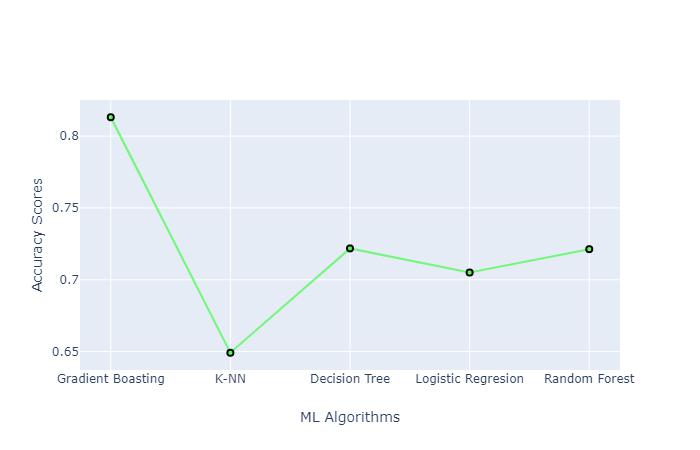 Accuracy Scores
0.8
0.75
0.7
0.65
Gradient Boasting K-NN Decision Tree Logistic Regresion Random Forest
ML Algorithms